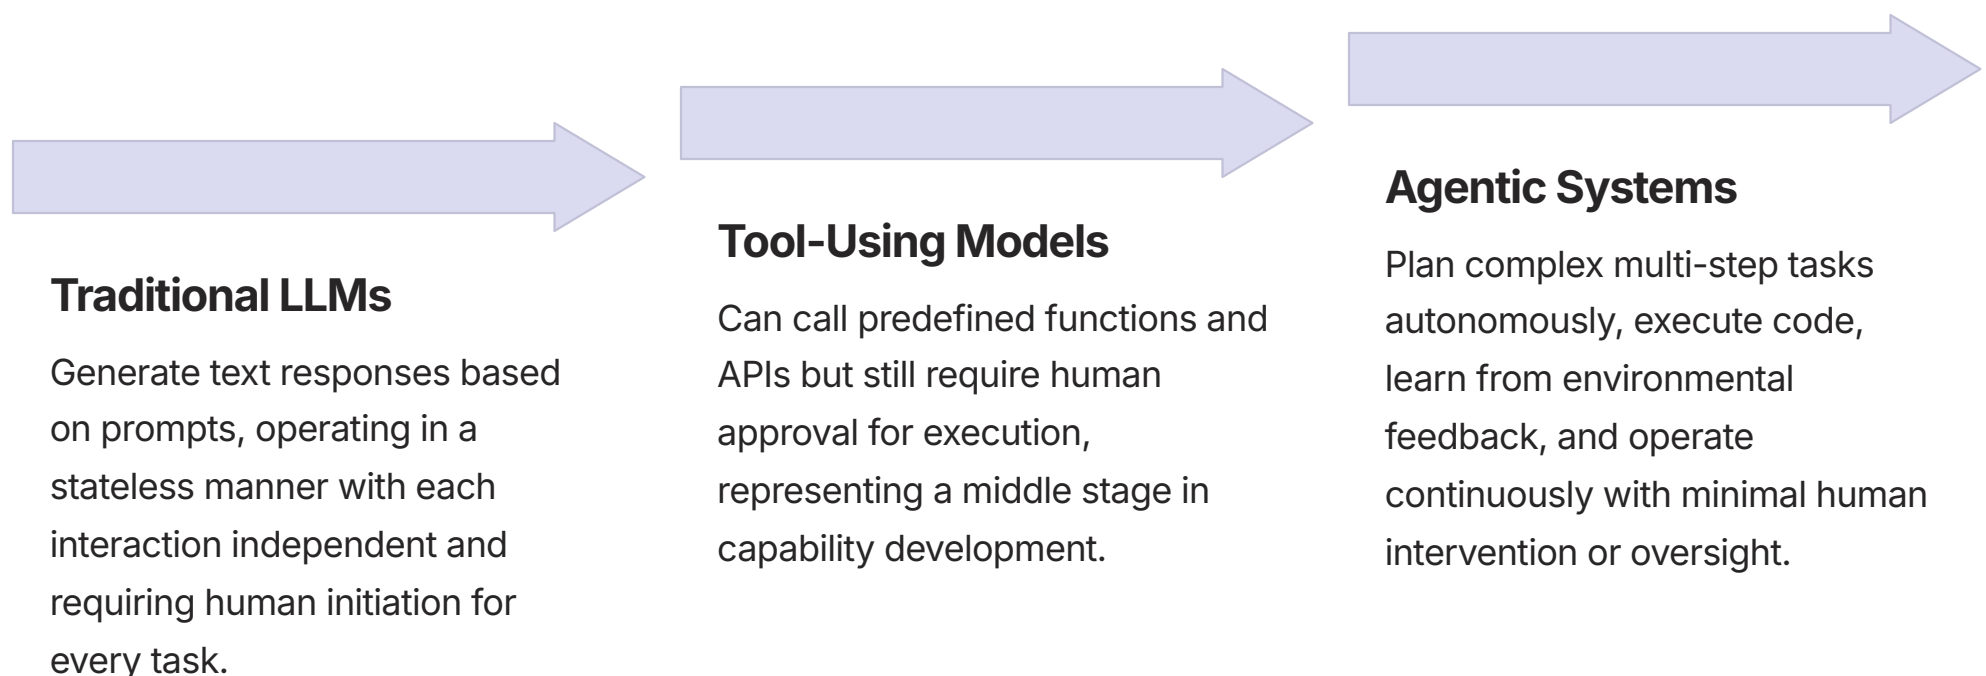 Traditional LLMs
Generate text responses based
on prompts, operating in a
stateless manner with each
interaction independent and
requiring human initiation for
every task.
Tool-Using Models
Can call predefined functions and
APIs but still require human
approval for execution,
representing a middle stage in
capability development.
Agentic Systems
Plan complex multi-step tasks
autonomously, execute code,
learn from environmental
feedback, and operate
continuously with minimal human
intervention or oversight.